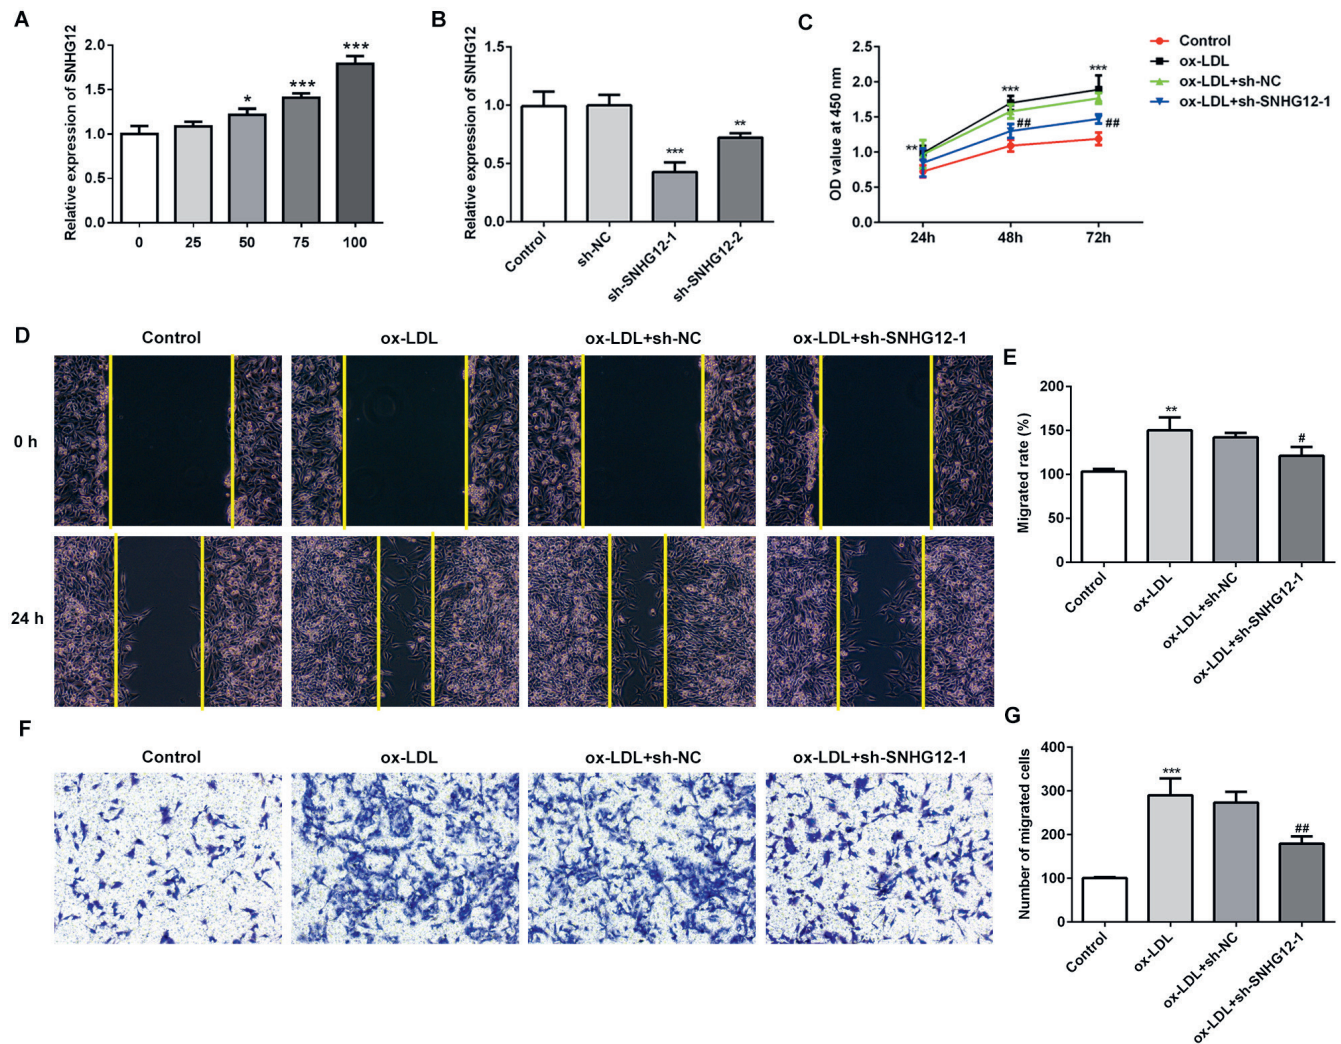 A
Relative expression of SNHG12
2.0
1.5
1.0
0.5
0.0
*
***
***
0 25 50 75 100
B
Relative expression of SNHG12
1.5
1.0
0.5
0.0
***
**
Control
sh-NC
sh-SNHG12-1
sh-SNHG12-2
C
OD value at 450 nm
2.5
2.0
1.5
1.0
0.5
0.0
**
***
***
##
##
24h 48h 72h
Control
ox-LDL
ox-LDL+sh-NC
ox-LDL+sh-SNHG12-1
D
Control ox-LDL ox-LDL+sh-NC ox-LDL+sh-SNHG12-1
0 h
24 h
E
Migrated rate (%)
200
150
100
50
0
**
#
Control
ox-LDL
ox-LDL+sh-NC
ox-LDL+sh-SNHG12-1
F
Control ox-LDL ox-LDL+sh-NC ox-LDL+sh-SNHG12-1
G
Number of migrated cells
400
300
200
100
0
***
##
Control
ox-LDL
ox-LDL+sh-NC
ox-LDL+sh-SNHG12-1